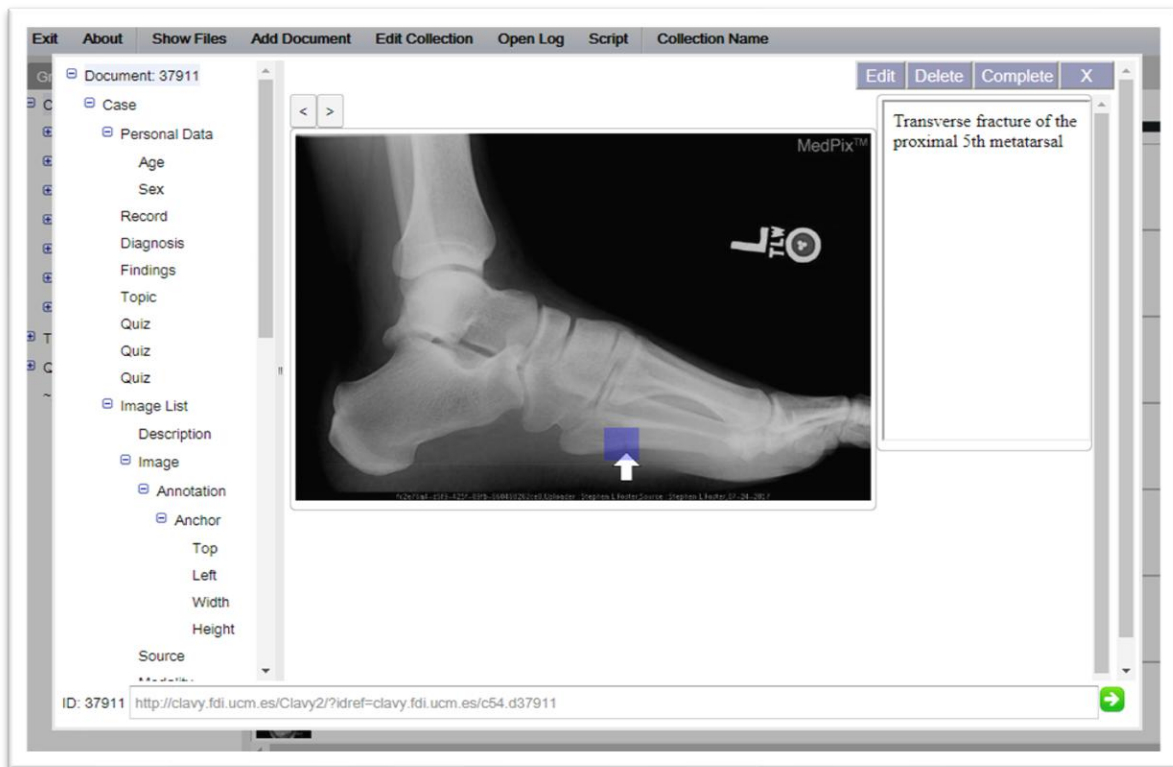 Exit About Show Files Add Document Edit Collection Open Log Script Collection Name
Gr
Document: 37911
Edit Delete Complete X
C
Case
< >
Personal Data
Age
Sex
Record
Diagnosis
Findings
Topic
Quiz
T
Quiz
Q
Quiz
~
Image List
Description
Image
Annotation
Anchor
Top
Left
Width
Height
Source
Modality
MedPix™
L
TLW
Transverse fracture of the
proximal 5th metatarsal
ID: 37911 http://clavy.fdi.ucm.es/Clavy2/?idref=clavy.fdi.ucm.es/c54.d37911